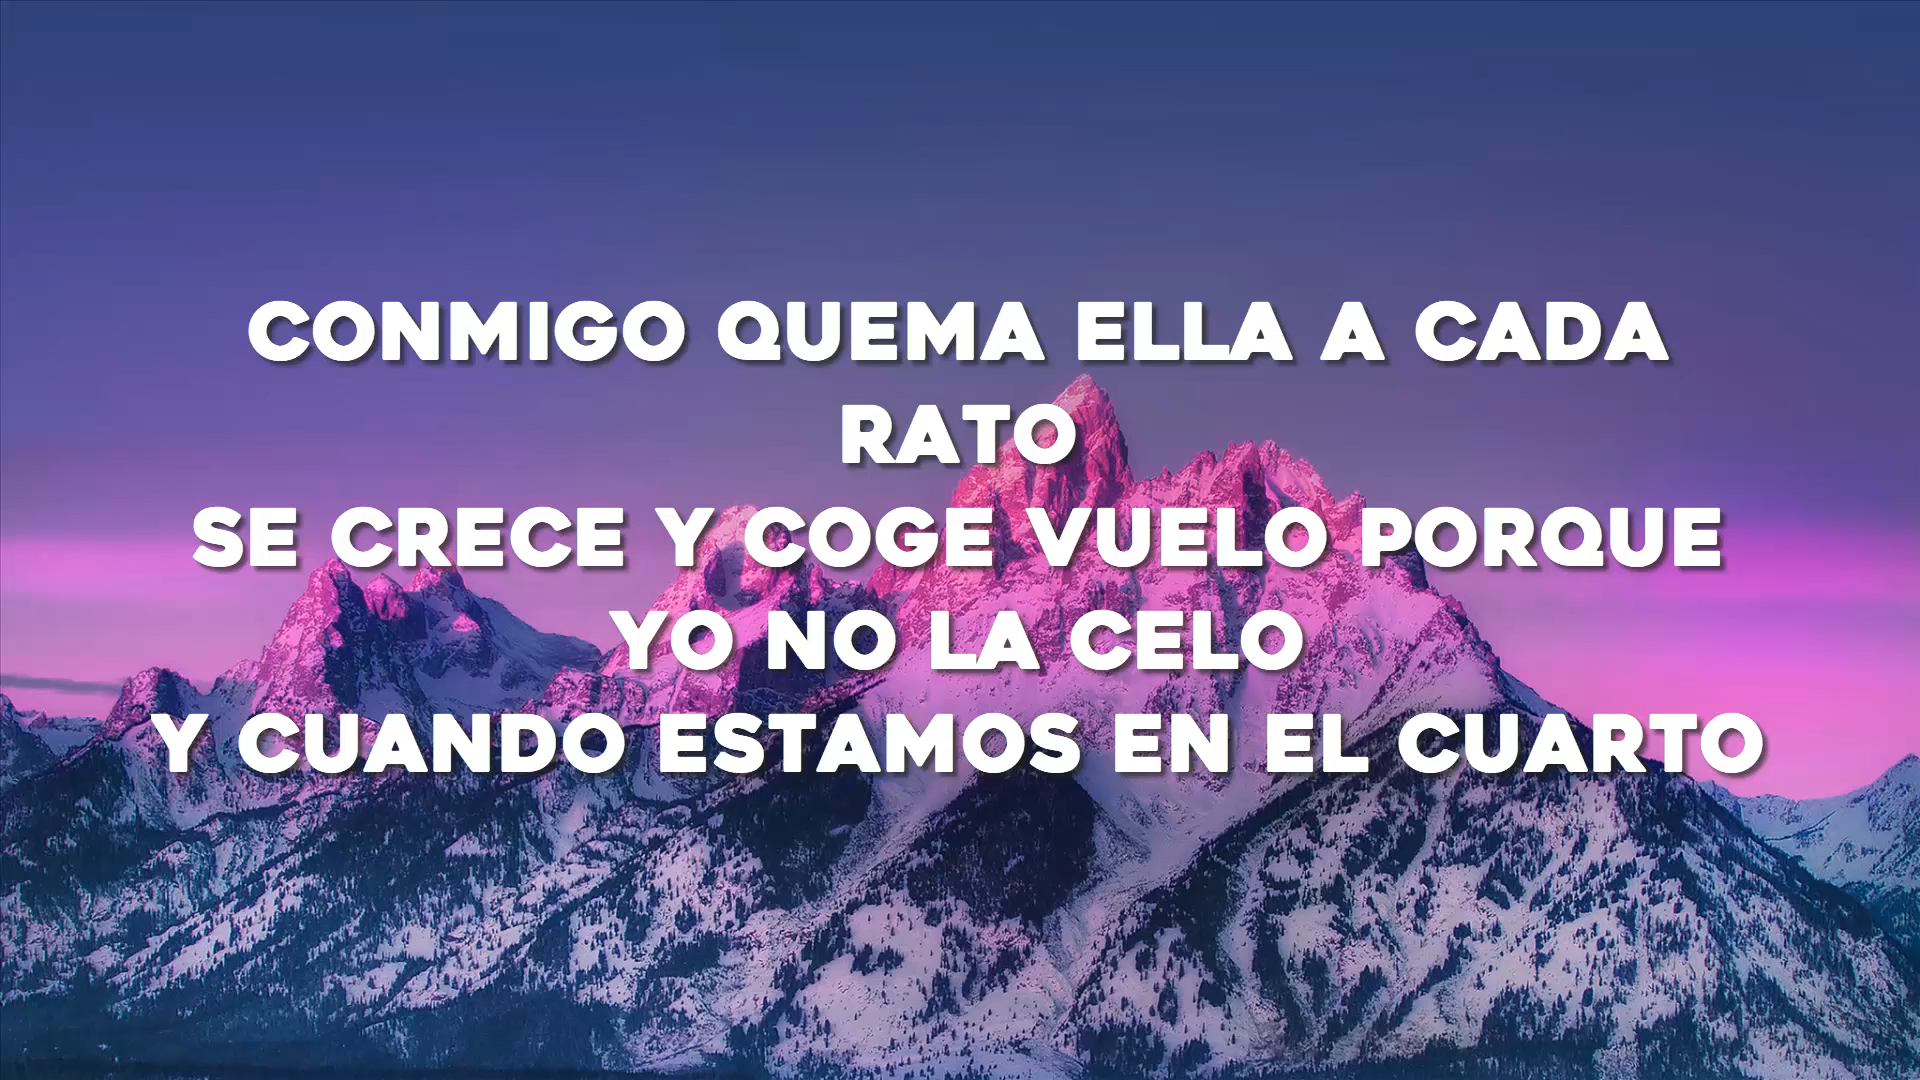 CONMIGO QUEMA ELLA A CADA
RATO
SE CRECE Y COGE VUELO PORQUE
YO NO LA CELO
Y CUANDO ESTAMOS EN EL CUARTO